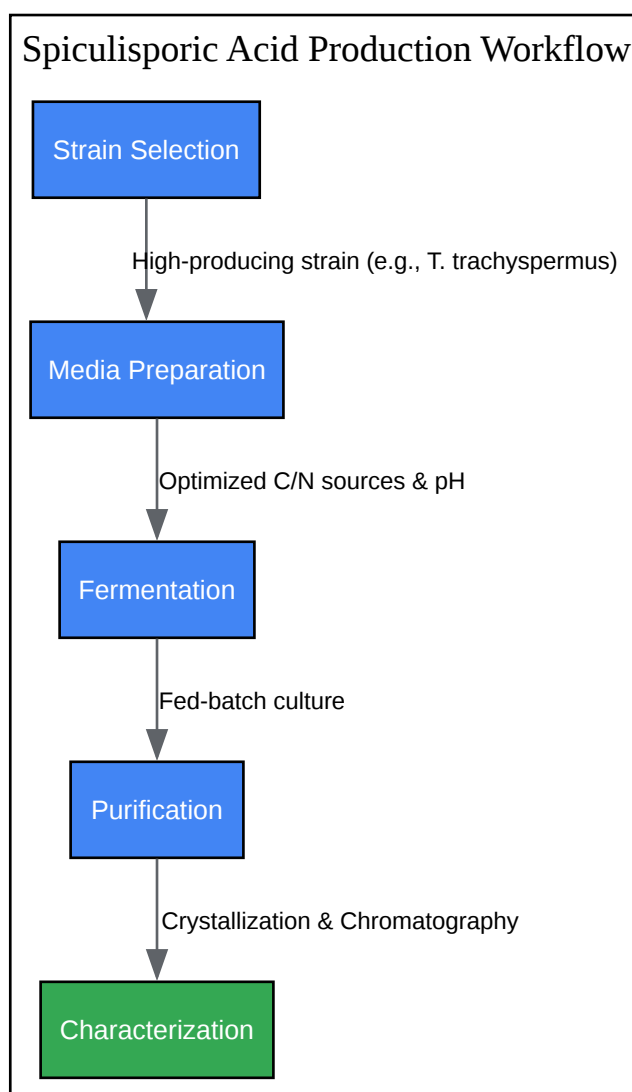 Spiculisporic Acid Production Workflow
Strain Selection
High-producing strain (e.g., T. trachyspermus)
Media Preparation
Optimized C/N sources & pH
Fermentation
Fed-batch culture
Purification
Crystallization & Chromatography
Characterization